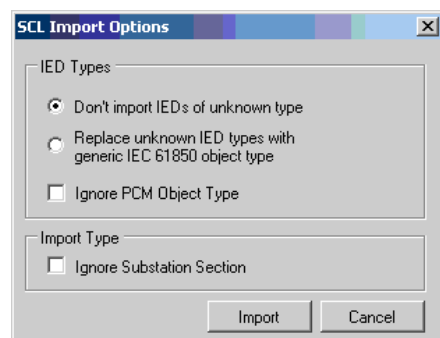 SCL Import Options
IED Types
Don't import IEDs of unknown type
Replace unknown IED types with
generic IEC 61850 object type
Ignore PCM Object Type
Import Type
Ignore Substation Section
Import
Cancel